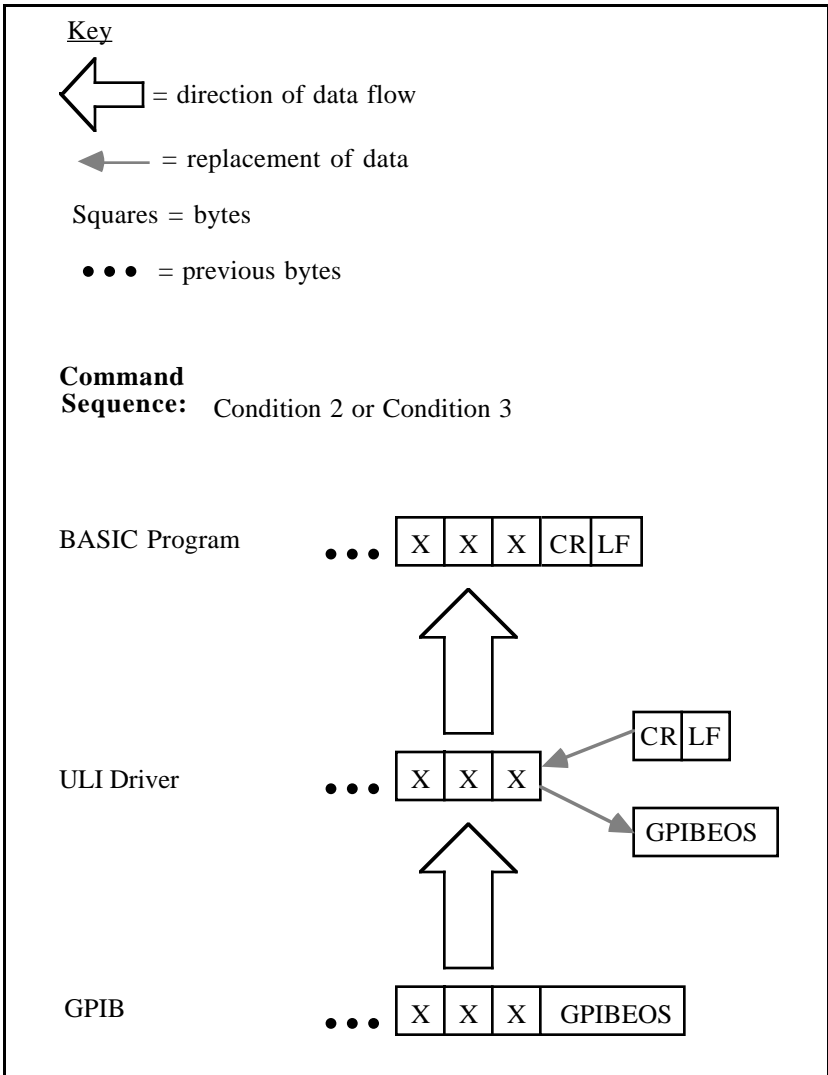 Key
= direction of data flow
= replacement of data
Squares = bytes
••• = previous bytes
Command
Sequence: Condition 2 or Condition 3
BASIC Program ••• X X X CR LF
CR LF
ULI Driver ••• X X X
GPIBEOS
GPIB ••• X X X GPIBEOS